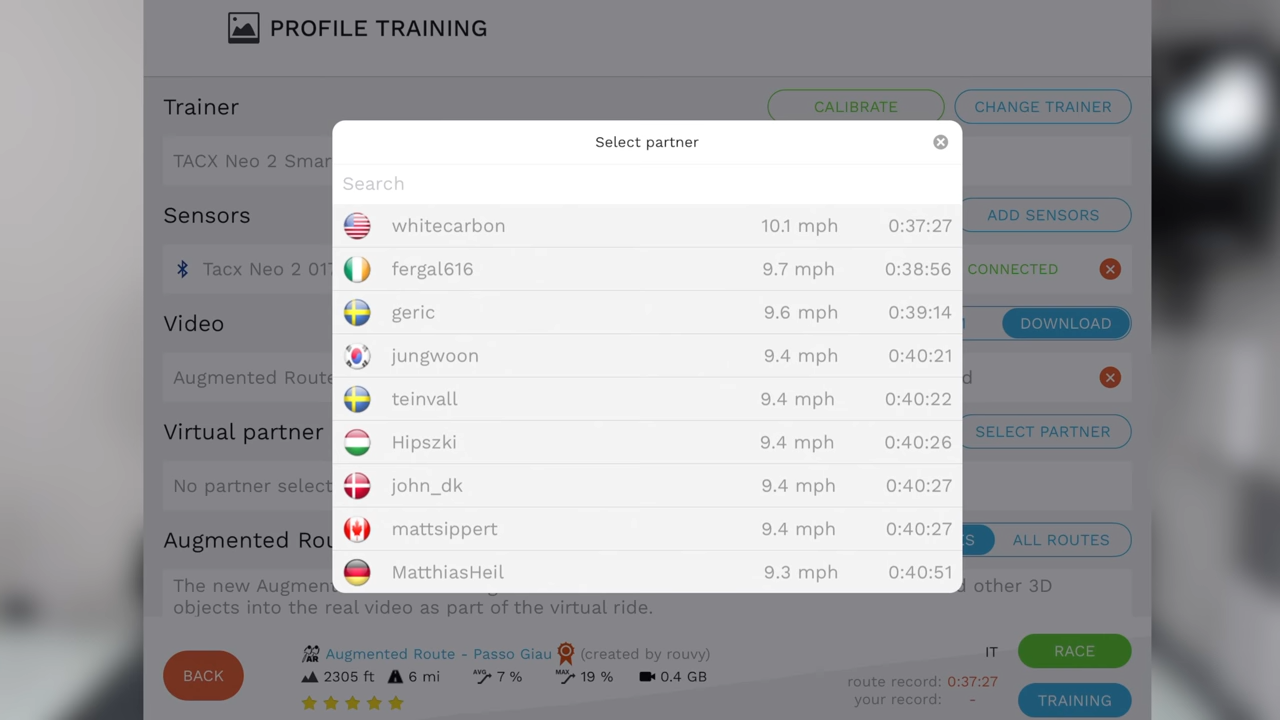 PROFILE TRAINING
Trainer
CALIBRATE
CHANGE TRAINER
TACX Neo 2 Smar
Sensors
ADD SENSORS
Tacx Neo 2 017
CONNECTED
Video
DOWNLOAD
Augmented Route
d
Virtual partner
SELECT PARTNER
No partner select
Augmented Rou
ES
ALL ROUTES
The new Augmen
d other 3D
objects into the real video as part of the virtual ride.
Select partner
Search
whitecarbon 10.1 mph 0:37:27
fergal616 9.7 mph 0:38:56
geric 9.6 mph 0:39:14
jungwoon 9.4 mph 0:40:21
teinvall 9.4 mph 0:40:22
Hipszki 9.4 mph 0:40:26
john_dk 9.4 mph 0:40:27
mattsippert 9.4 mph 0:40:27
MatthiasHeil 9.3 mph 0:40:51
BACK
AR
Augmented Route - Passo Giau (created by rouvy)
2305 ft 6 mi AVG 7 % MAX 19 % 0.4 GB
IT
RACE
route record: 0:37:27
your record: -
TRAINING